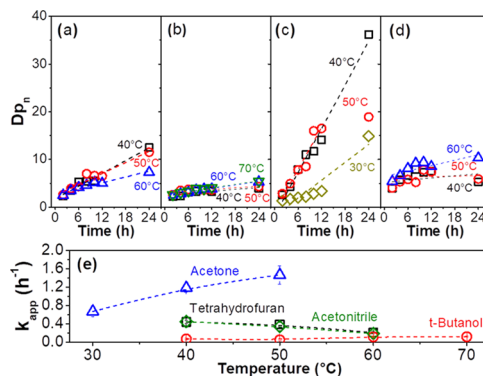 (a) (b) (c) (d)
40
30
20
10
0
Dpn
40°C
50°C
60°C
60°C
70°C
40°C
50°C
40°C
50°C
30°C
60°C
50°C
40°C
0 6 12 18 24 0 6 12 18 24 0 6 12 18 24 0 6 12 18 24
Time (h) Time (h) Time (h) Time (h)
(e)
2.0
1.6
1.2
0.8
0.4
0.0
kapp (h-1)
Acetone
Tetrahydrofuran
Acetonitrile
t-Butanol
30 40 50 60 70
Temperature (°C)